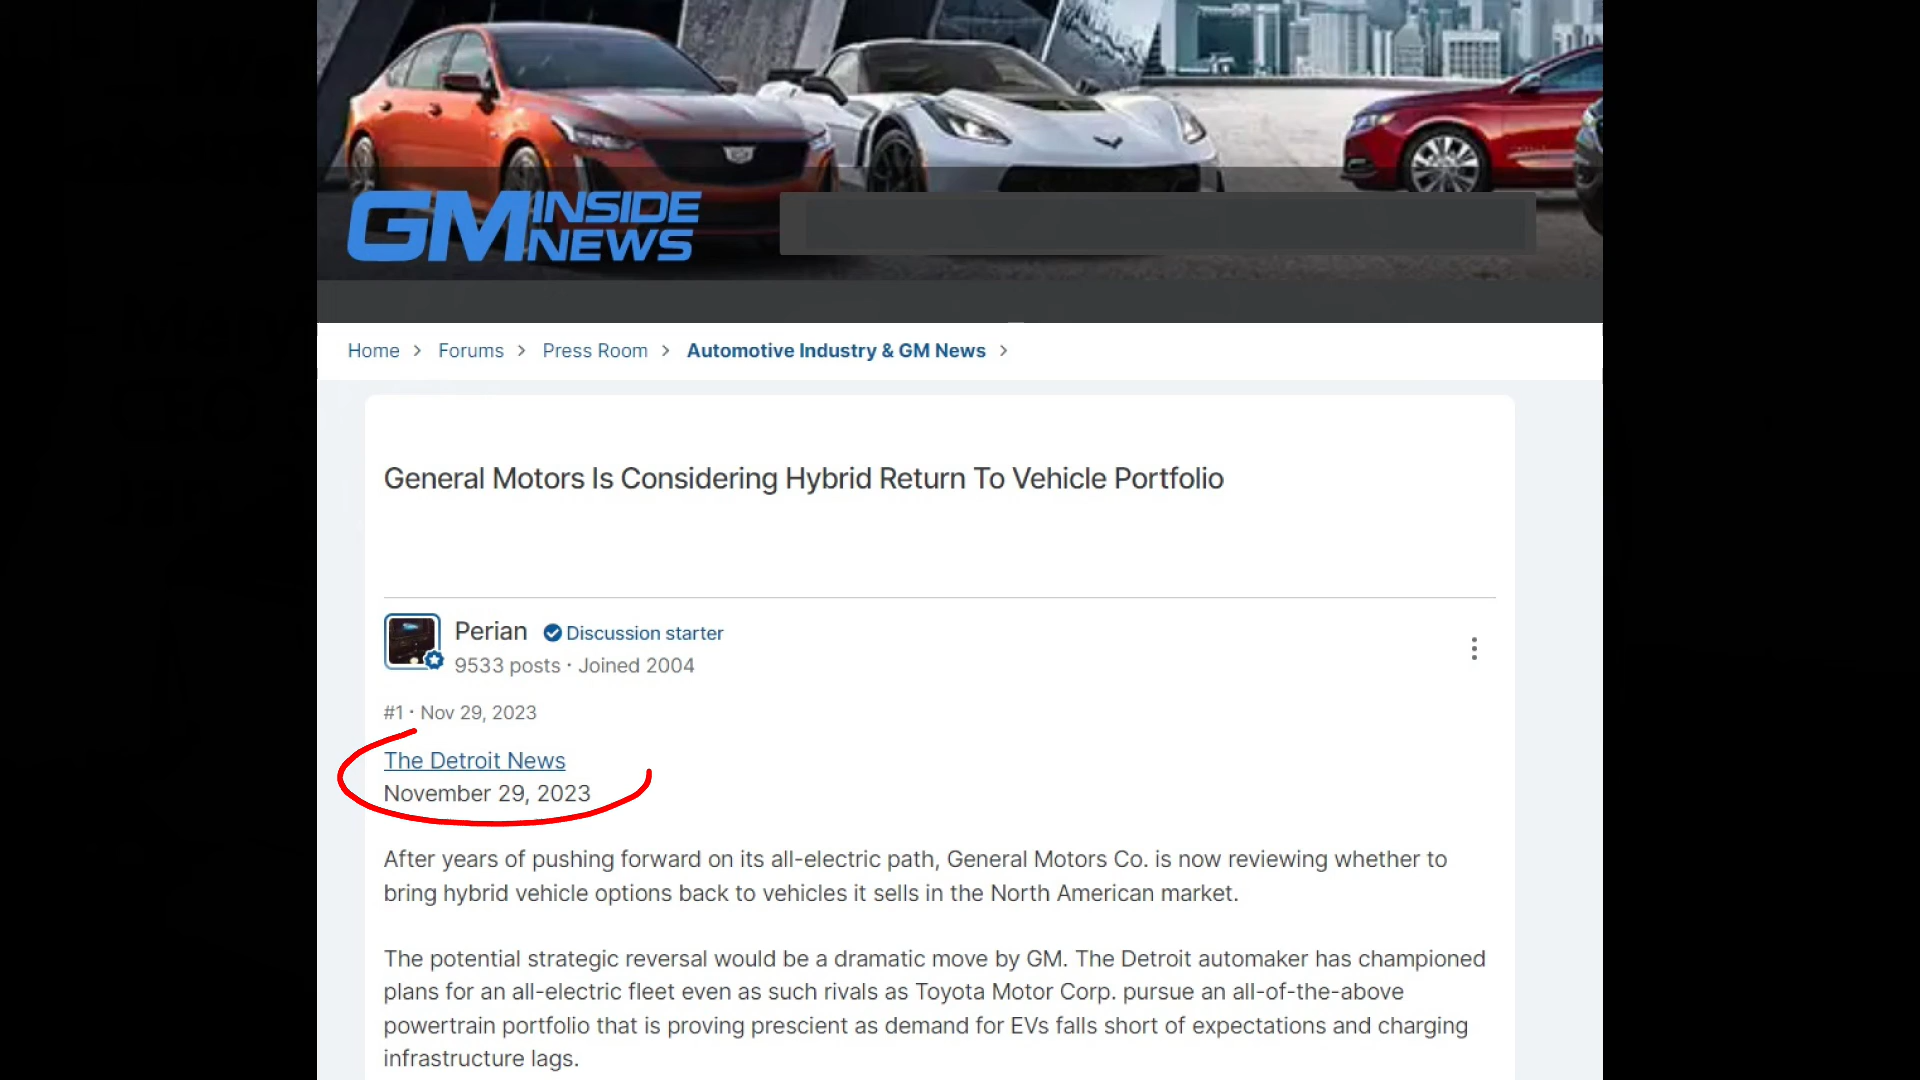 GM INSIDE NEWS
Home > Forums > Press Room > Automotive Industry & GM News >
General Motors Is Considering Hybrid Return To Vehicle Portfolio
Perian Discussion starter
9533 posts · Joined 2004
#1 · Nov 29, 2023
The Detroit News
November 29, 2023
After years of pushing forward on its all-electric path, General Motors Co. is now reviewing whether to
bring hybrid vehicle options back to vehicles it sells in the North American market.
The potential strategic reversal would be a dramatic move by GM. The Detroit automaker has championed
plans for an all-electric fleet even as such rivals as Toyota Motor Corp. pursue an all-of-the-above
powertrain portfolio that is proving prescient as demand for EVs falls short of expectations and charging
infrastructure lags.